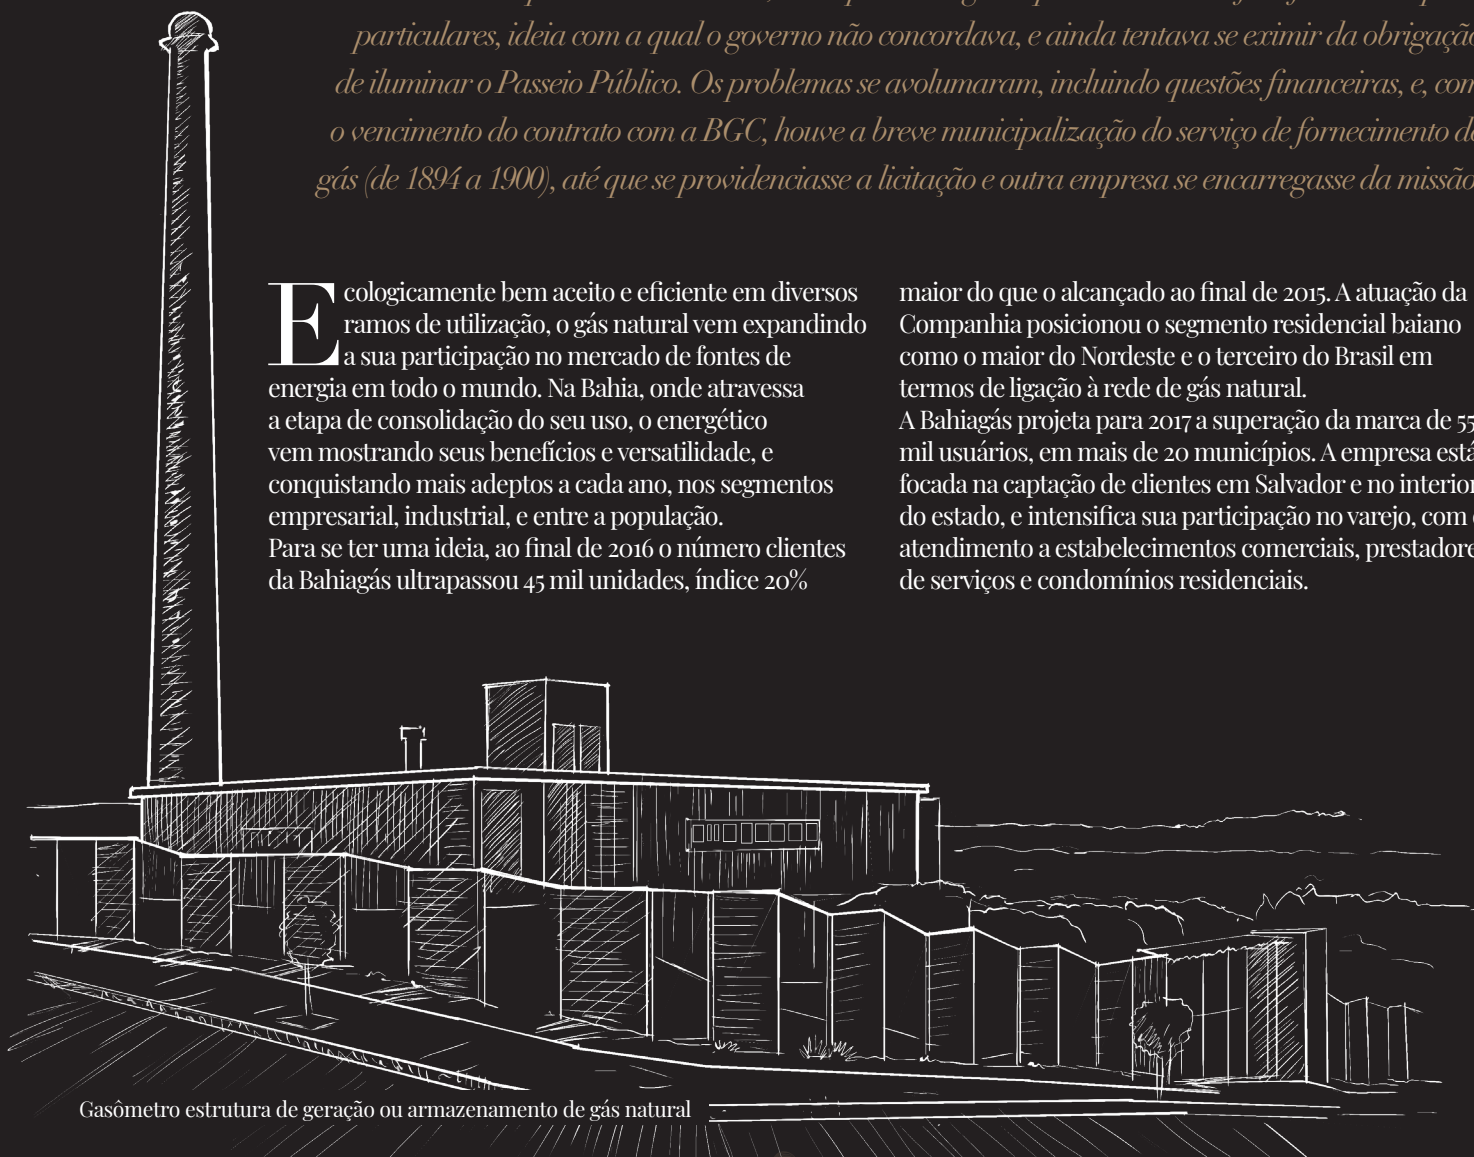 particulares, ideia com a qual o governo não concordava, e ainda tentava se eximir da obrigação
de iluminar o Passeio Público. Os problemas se avolumaram, incluindo questões financeiras, e, com
o vencimento do contrato com a BGC, houve a breve municipalização do serviço de fornecimento de
gás (de 1894 a 1900), até que se providenciasse a licitação e outra empresa se encarregasse da missão
Ecologicamente bem aceito e eficiente em diversos
ramos de utilização, o gás natural vem expandindo
a sua participação no mercado de fontes de
energia em todo o mundo. Na Bahia, onde atravessa
a etapa de consolidação do seu uso, o energético
vem mostrando seus benefícios e versatilidade, e
conquistando mais adeptos a cada ano, nos segmentos
empresarial, industrial, e entre a população.
Para se ter uma ideia, ao final de 2016 o número clientes
da Bahiagás ultrapassou 45 mil unidades, índice 20%
maior do que o alcançado ao final de 2015. A atuação da
Companhia posicionou o segmento residencial baiano
como o maior do Nordeste e o terceiro do Brasil em
termos de ligação à rede de gás natural.
A Bahiagás projeta para 2017 a superação da marca de 55
mil usuários, em mais de 20 municípios. A empresa está
focada na captação de clientes em Salvador e no interior
do estado, e intensifica sua participação no varejo, com
atendimento a estabelecimentos comerciais, prestadore
de serviços e condomínios residenciais.
Gasômetro estrutura de geração ou armazenamento de gás natural